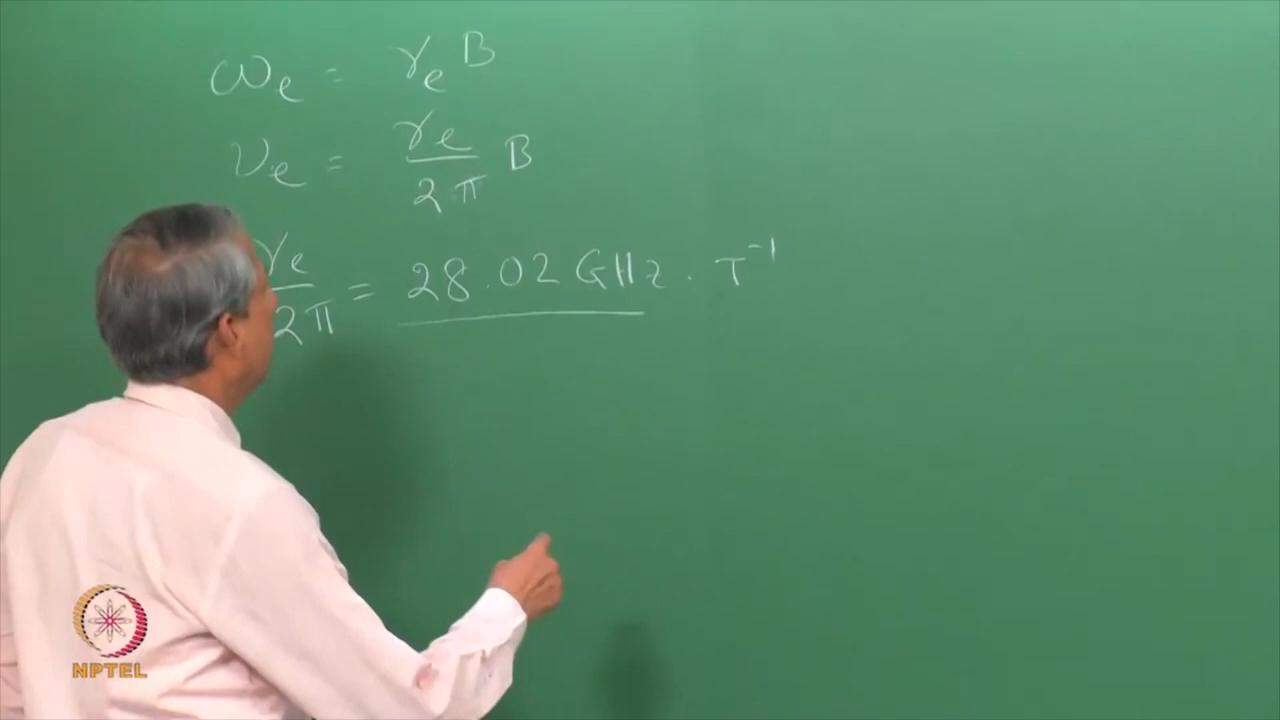 ωe = γe B
νe = γe/2π B
γe/2π = 28.02 GHz · T⁻¹
NPTEL